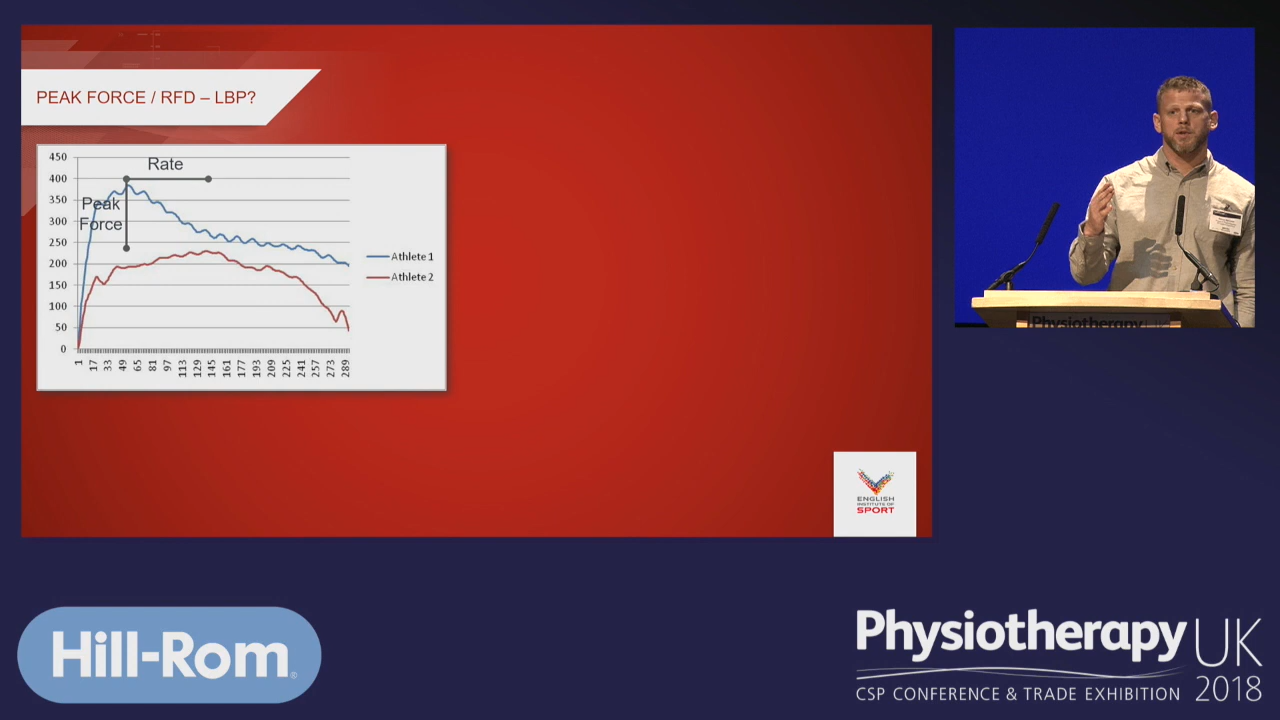 PEAK FORCE / RFD – LBP?
450
400
350
300
250
200
150
100
50
0
Rate
Peak
Force
1
17
33
49
65
81
97
113
129
145
161
177
193
209
225
241
257
273
289
Athlete 1
Athlete 2
ENGLISH
INSTITUTE OF
SPORT
Physiotherapy UK
Hill-Rom®
Physiotherapy UK
CSP CONFERENCE & TRADE EXHIBITION 2018